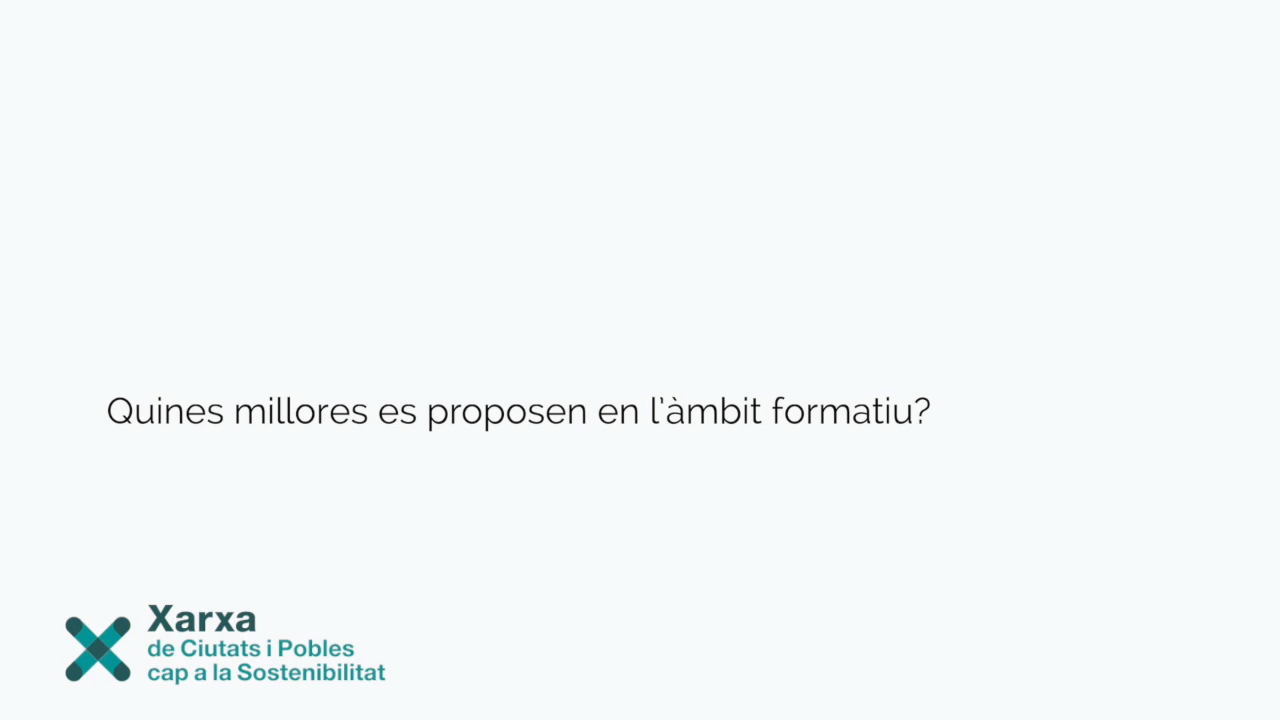 Quines millores es proposen en l’àmbit formatiu?
Xarxa
de Ciutats i Pobles
cap a la Sostenibilitat